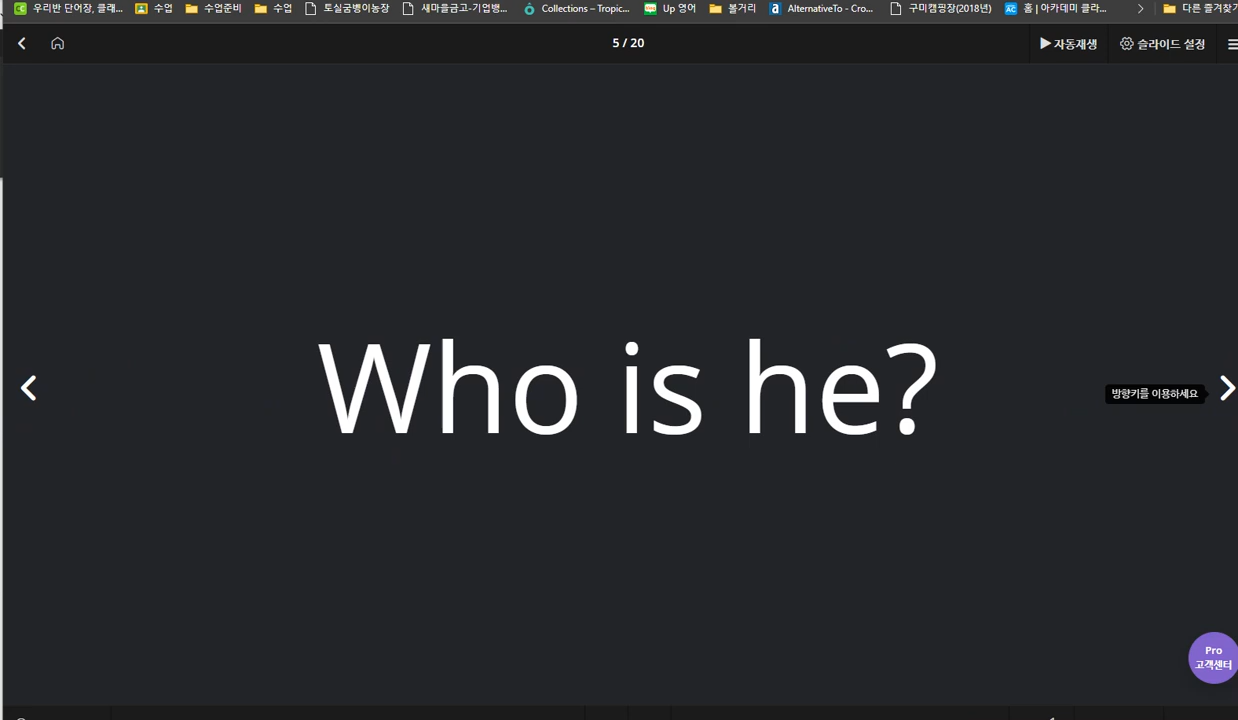 우리반 단어장, 클래... 수업 수업준비 수업 토실굼벵이농장 새마을금고-기업뱅... Collections – Tropic... Up 영어 볼거리 AlternativeTo - Cro... 구미캠핑장(2018년) 홈 | 아카데미 클라... 다른 즐겨찾기
5 / 20 자동재생 슬라이드 설정
Who is he?
방향키를 이용하세요
Pro
고객센터